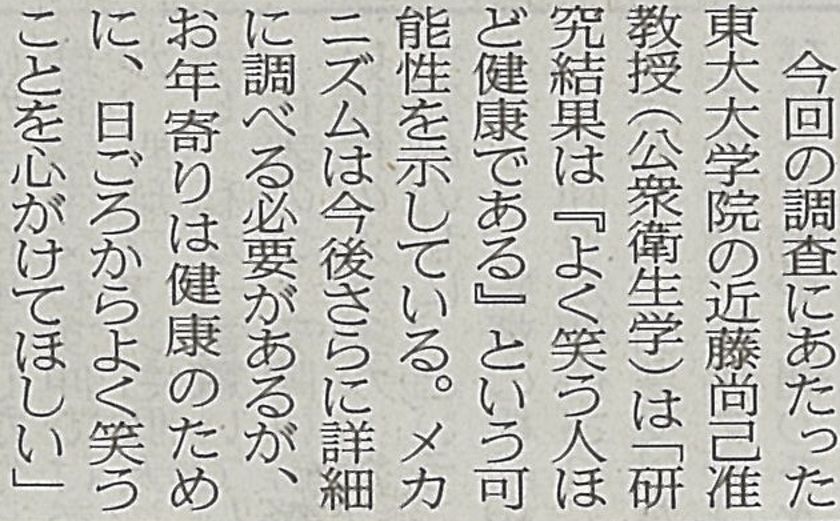 今回の調査にあたった
東大大学院の近藤尚己准
教授（公衆衛生学）は「研
究結果は『よく笑う人ほ
ど健康である』という可
能性を示している。メカ
ニズムは今後さらに詳細
に調べる必要があるが、
お年寄りは健康のため
に、日ごろからよく笑う
ことを心がけてほしい」